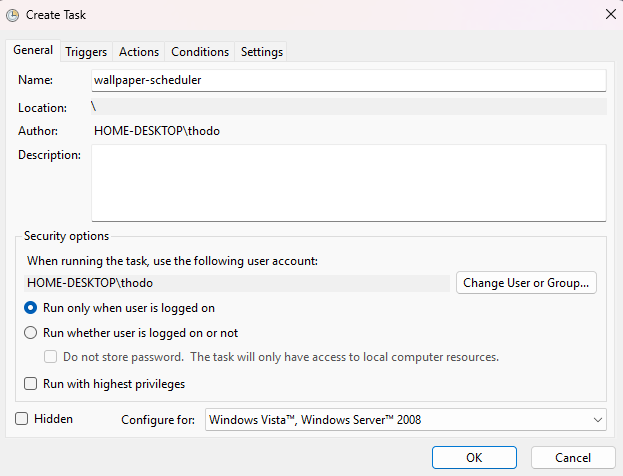 Create Task
General Triggers Actions Conditions Settings
Name: wallpaper-scheduler
Location: \
Author: HOME-DESKTOP\thodo
Description:
Security options
When running the task, use the following user account:
HOME-DESKTOP\thodo Change User or Group...
Run only when user is logged on
Run whether user is logged on or not
Do not store password.  The task will only have access to local computer resources.
Run with highest privileges
Hidden Configure for: Windows Vista™, Windows Server™ 2008
OK Cancel